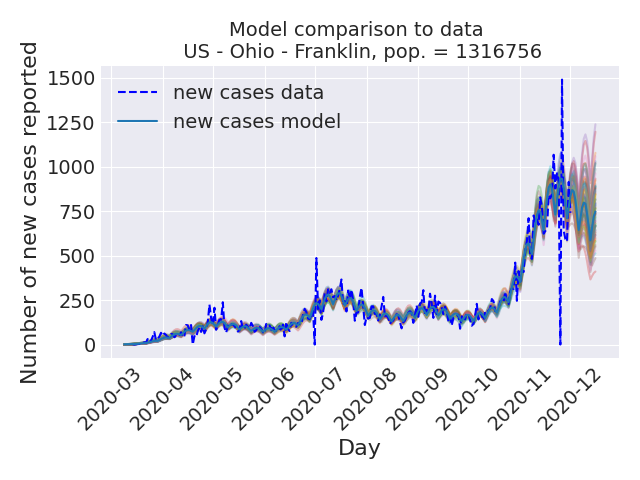 Model comparison to data
US - Ohio - Franklin, pop. = 1316756
Number of new cases reported
1500
1250
1000
750
500
250
0
new cases data
new cases model
2020-03
2020-04
2020-05
2020-06
2020-07
2020-08
2020-09
2020-10
2020-11
2020-12
Day